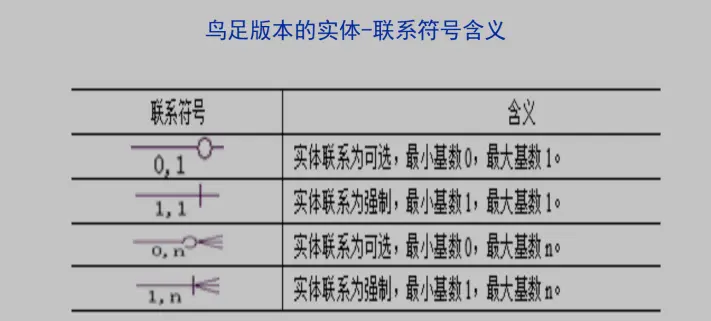 鸟足版本的实体-联系符号含义
联系符号 含义
0,1 实体联系为可选，最小基数0，最大基数1。
1,1 实体联系为强制，最小基数1，最大基数1。
0,n 实体联系为可选，最小基数0，最大基数n。
1,n 实体联系为强制，最小基数1，最大基数n。